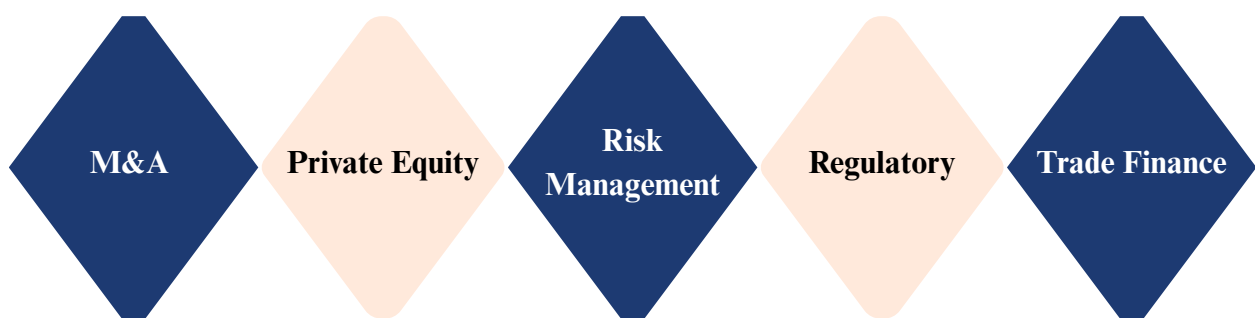 M&A
Private Equity
Risk
Management
Regulatory
Trade Finance